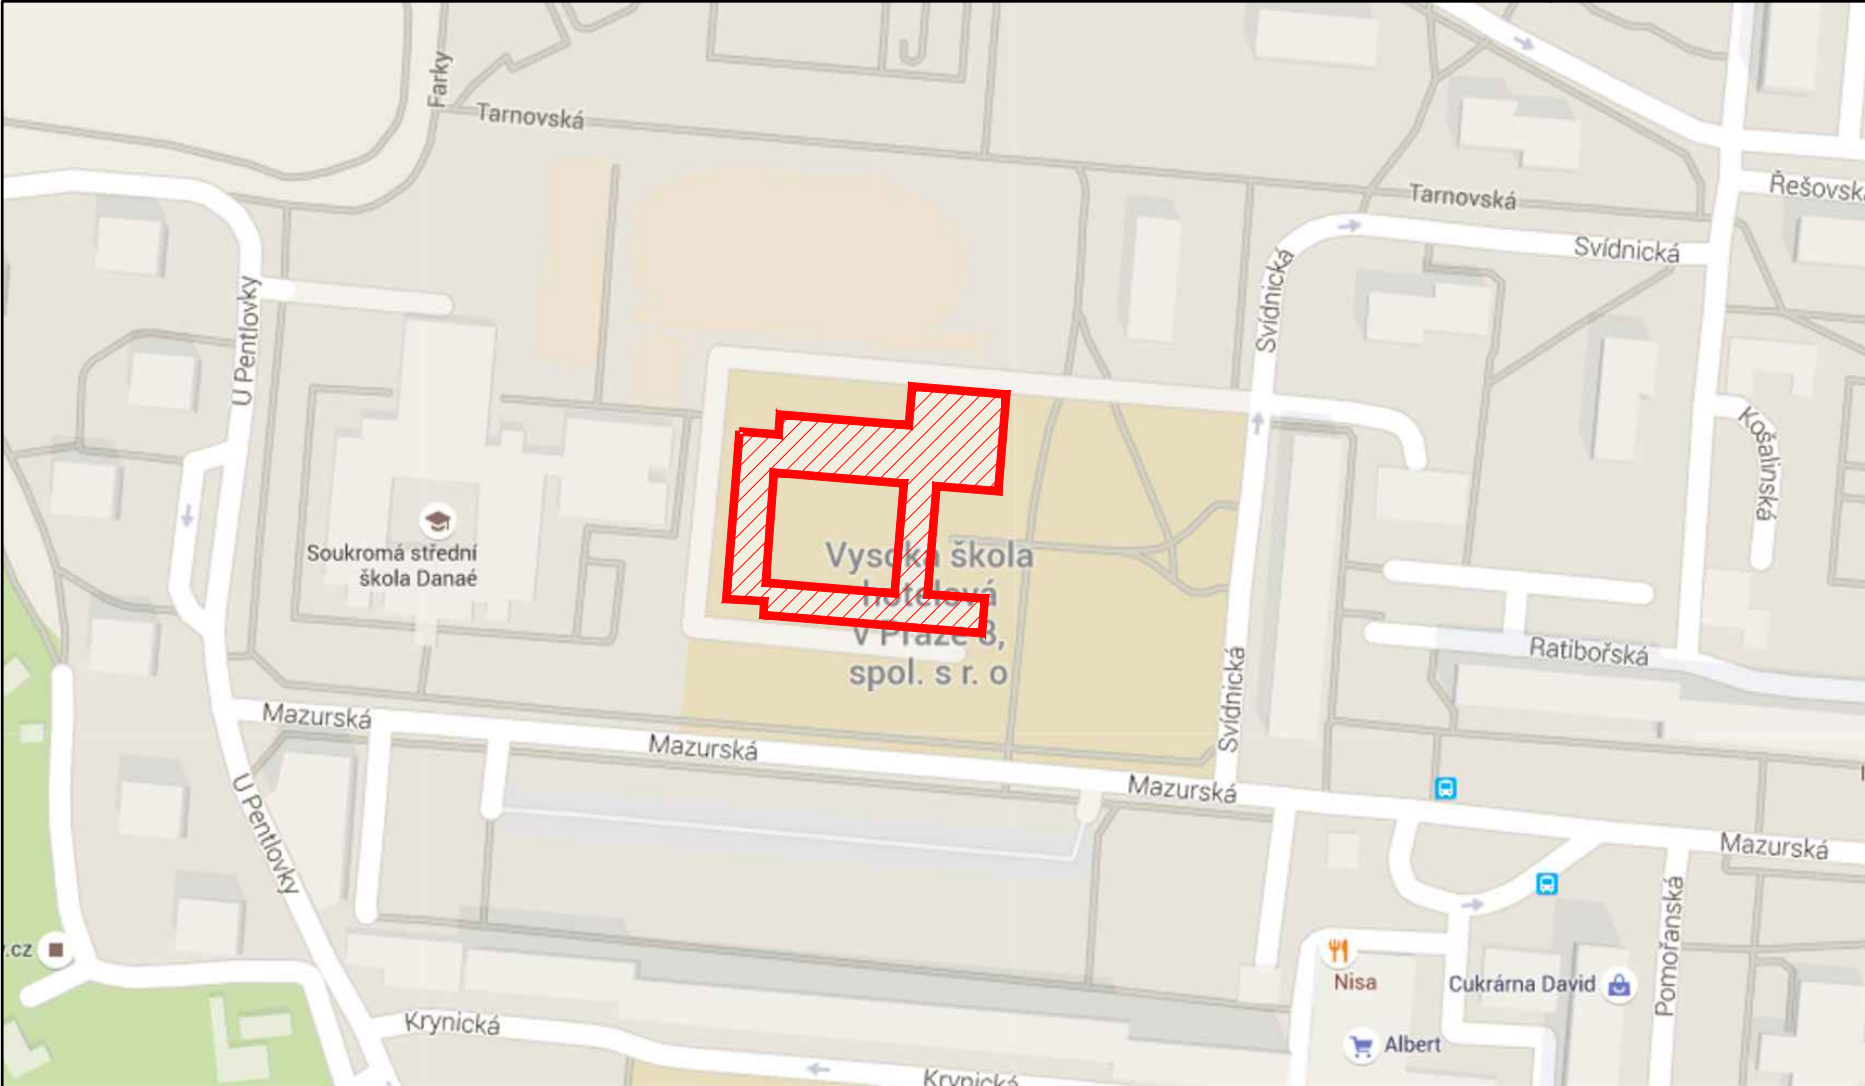 Farky
Tarnovská
Tarnovská
Řešovská
Svídnická
Svídnická
U Pentlovky
Košalinská
Soukromá střední
škola Danaé
Vysoká škola
hotelová
v Praze 8,
spol. s r. o
Svídnická
Ratibořská
Mazurská
Mazurská
Mazurská
Mazurská
U Pentlovky
Pomořanská
.cz
Nisa
Cukrárna David
Krynická
Albert
Krynická